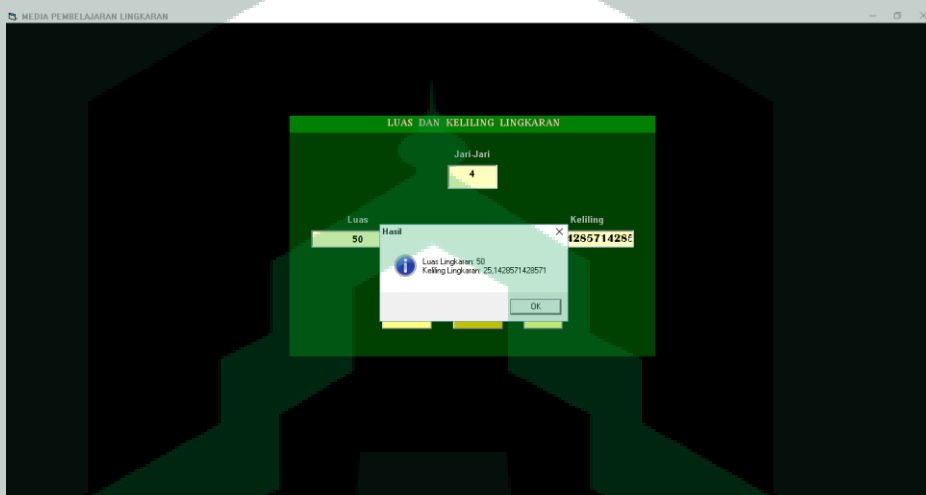 MEDIA PEMBELAJARAN LINGKARAN
LUAS DAN KELILING LINGKARAN
Jari-Jari
4
Luas
Keliling
50
Hasil
Luas Lingkaran: 50
Keliling Lingkaran: 25,1428571428571
OK